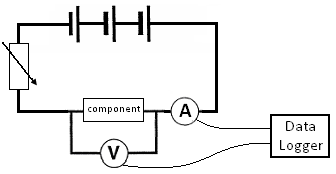 component
A
V
Data
Logger